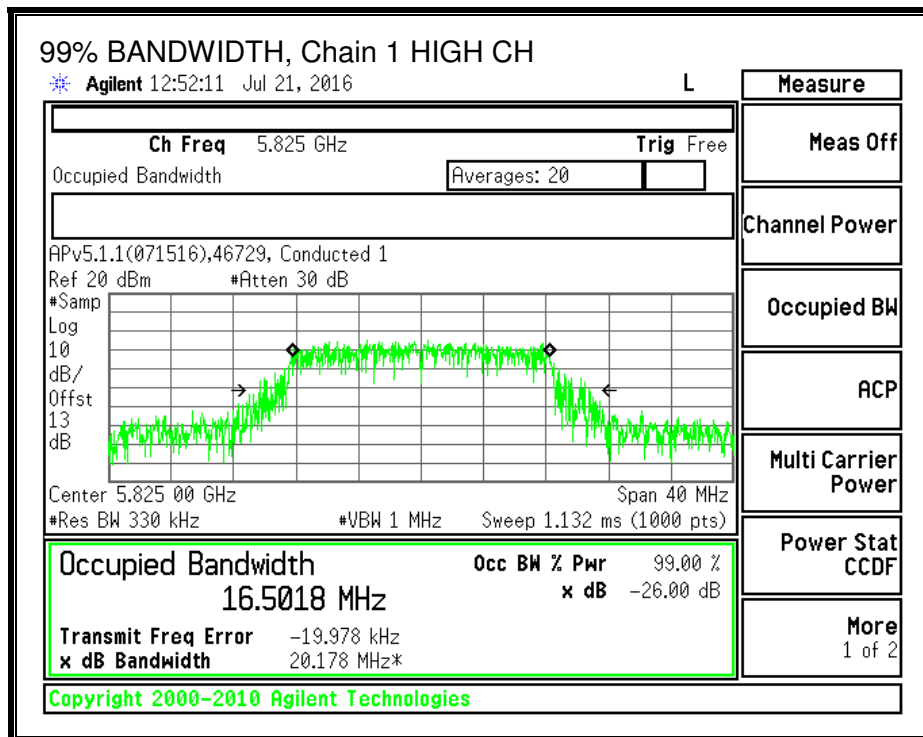 99% BANDWIDTH, Chain 1 HIGH CH
Agilent 12:52:11 Jul 21, 2016 L
Measure
Ch Freq 5.825 GHz Trig Free
Occupied Bandwidth Averages: 20
APv5.1.1(071516),46729, Conducted 1
Ref 20 dBm #Atten 30 dB
#Samp
Log
10
dB/
Offst
13
dB
Center 5.825 00 GHz Span 40 MHz
#Res BW 330 kHz #VBW 1 MHz Sweep 1.132 ms (1000 pts)
Occupied Bandwidth Occ BW % Pwr 99.00 %
16.5018 MHz x dB -26.00 dB
Transmit Freq Error -19.978 kHz
x dB Bandwidth 20.178 MHz*
Copyright 2000-2010 Agilent Technologies
Meas Off
Channel Power
Occupied BW
ACP
Multi Carrier
Power
Power Stat
CCDF
More
1 of 2